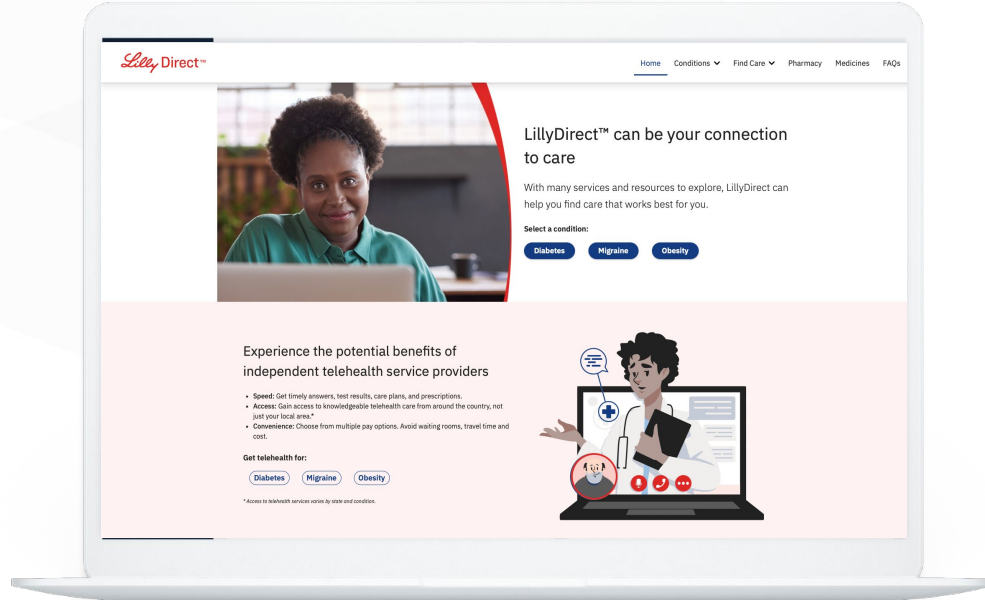 Lilly Direct™
Home Conditions Find Care Pharmacy Medicines FAQs
LillyDirect™ can be your connection
to care
With many services and resources to explore, LillyDirect can
help you find care that works best for you.
Select a condition:
Diabetes Migraine Obesity
Experience the potential benefits of
independent telehealth service providers
• Speed: Get timely answers, test results, care plans, and prescriptions.
• Access: Gain access to knowledgeable telehealth care from around the country, not
just your local area.*
• Convenience: Choose from multiple pay options. Avoid waiting rooms, travel time and
cost.
Get telehealth for:
Diabetes Migraine Obesity
* Access to telehealth services varies by state and condition.